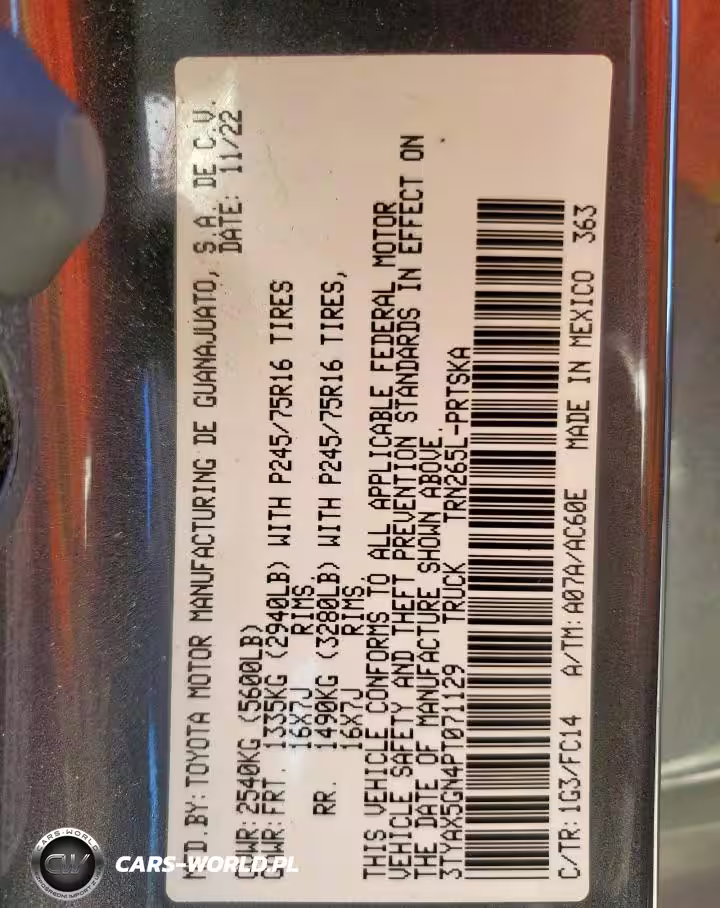 MFD.BY: TOYOTA MOTOR MANUFACTURING DE GUANAJUATO, S.A. DE C.V.
DATE: 11/22
GVWR: 2540KG (5600LB)
GAWR: FRT. 1335KG (2940LB) WITH P245/75R16 TIRES
16X7J RIMS,
RR. 1490KG (3280LB) WITH P245/75R16 TIRES,
16X7J RIMS,
THIS VEHICLE CONFORMS TO ALL APPLICABLE FEDERAL MOTOR
VEHICLE SAFETY AND THEFT PREVENTION STANDARDS IN EFFECT ON
THE DATE OF MANUFACTURE SHOWN ABOVE.
3TYAX5GN4PT071129 TRUCK TRN265L-PRTSKA
C/TR: 1G3/FC14 A/TM: A07A/AC60E MADE IN MEXICO 363
CARS-WORLD
CW
CARS-WORLD.PL